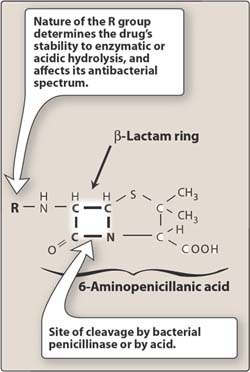 Nature of the R group
determines the drug's
stability to enzymatic or
acidic hydrolysis, and
affects its antibacterial
spectrum.
β-Lactam ring
H H H S CH3
R N C C C
C N C CH3
O H
COOH
6-Aminopenicillanic acid
Site of cleavage by bacterial
penicillinase or by acid.